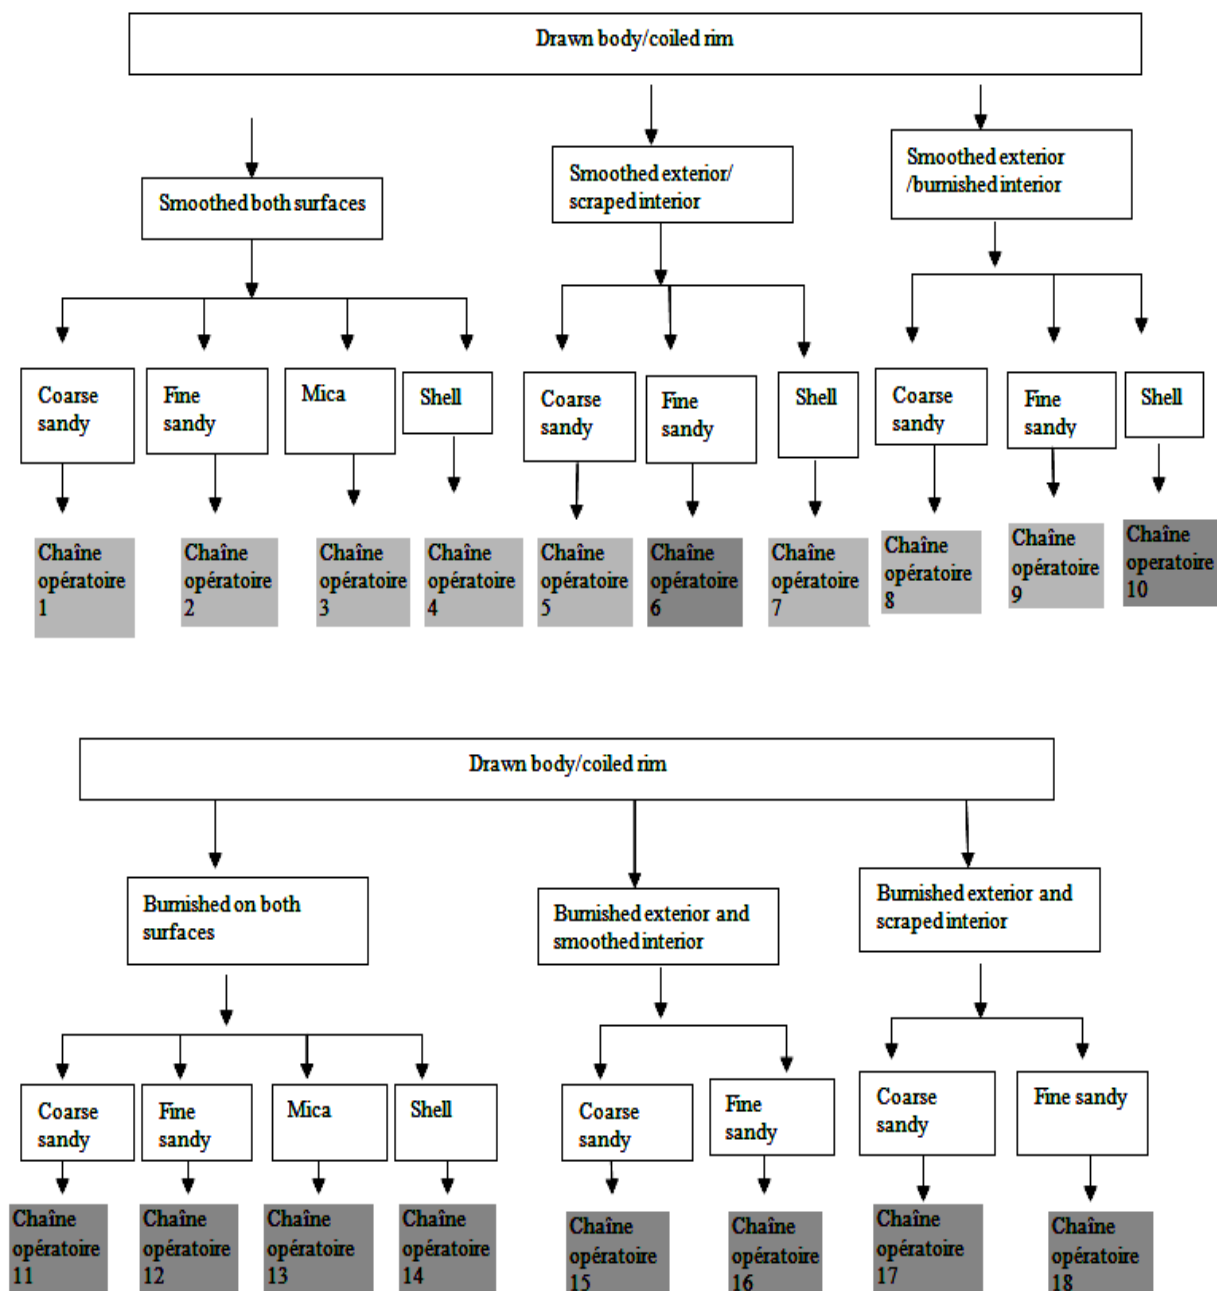 Drawn body/coiled rim
Smoothed both surfaces
Smoothed exterior/
scraped interior
Smoothed exterior
/burnished interior
Coarse
sandy
Fine
sandy
Mica
Shell
Coarse
sandy
Fine
sandy
Shell
Coarse
sandy
Fine
sandy
Shell
Chaîne
opératoire
1
Chaîne
opératoire
2
Chaîne
opératoire
3
Chaîne
opératoire
4
Chaîne
opératoire
5
Chaîne
opératoire
6
Chaîne
opératoire
7
Chaîne
opératoire
8
Chaîne
opératoire
9
Chaîne
operatoire
10
Drawn body/coiled rim
Burnished on both
surfaces
Burnished exterior and
smoothed interior
Burnished exterior and
scraped interior
Coarse
sandy
Fine
sandy
Mica
Shell
Coarse
sandy
Fine
sandy
Coarse
sandy
Fine sandy
Chaîne
opératoire
11
Chaîne
opératoire
12
Chaîne
opératoire
13
Chaîne
opératoire
14
Chaîne
opératoire
15
Chaîne
opératoire
16
Chaîne
opératoire
17
Chaîne
opératoire
18